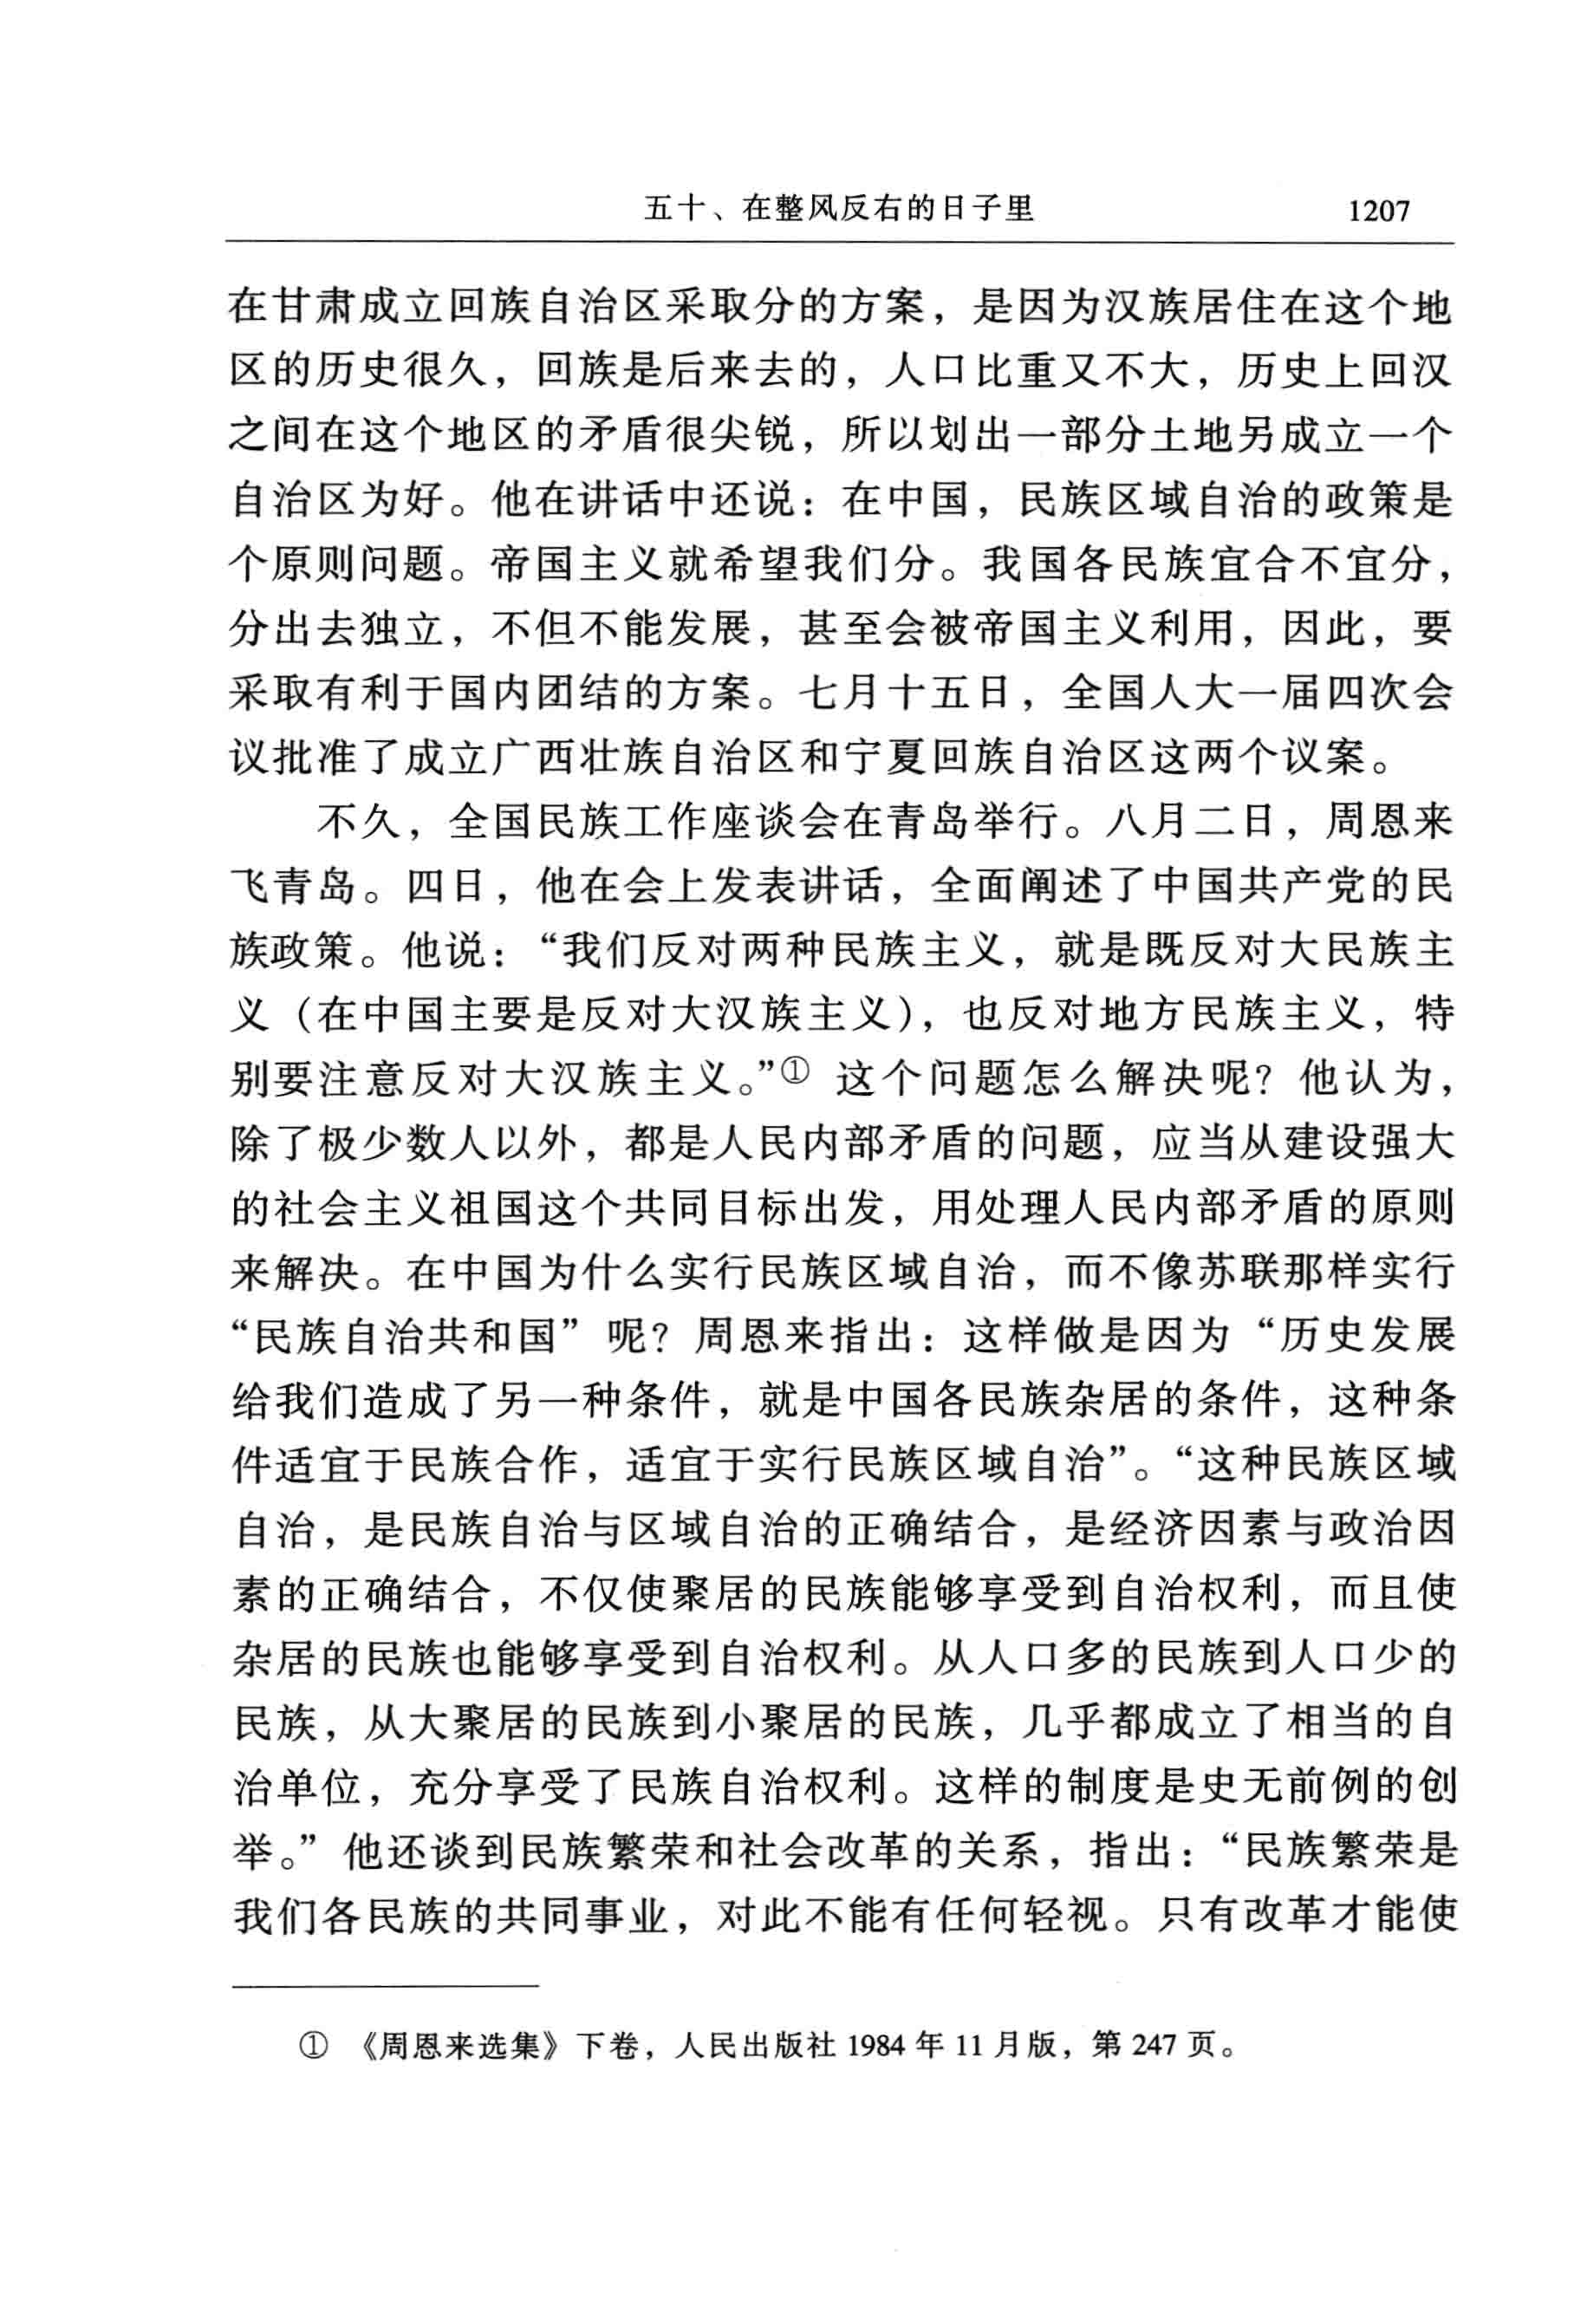 五十、在整风反右的日子里 1207
在甘肃成立回族自治区采取分的方案，是因为汉族居住在这个地
区的历史很久，回族是后来去的，人口比重又不大，历史上回汉
之间在这个地区的矛盾很尖锐，所以划出一部分土地另成立一个
自治区为好。他在讲话中还说：在中国，民族区域自治的政策是
个原则问题。帝国主义就希望我们分。我国各民族宜合不宜分，
分出去独立，不但不能发展，甚至会被帝国主义利用，因此，要
采取有利于国内团结的方案。七月十五日，全国人大一届四次会
议批准了成立广西壮族自治区和宁夏回族自治区这两个议案。
不久，全国民族工作座谈会在青岛举行。八月二日，周恩来
飞青岛。四日，他在会上发表讲话，全面阐述了中国共产党的民
族政策。他说：“我们反对两种民族主义，就是既反对大民族主
义（在中国主要是反对大汉族主义），也反对地方民族主义，特
别要注意反对大汉族主义。”① 这个问题怎么解决呢？他认为，
除了极少数人以外，都是人民内部矛盾的问题，应当从建设强大
的社会主义祖国这个共同目标出发，用处理人民内部矛盾的原则
来解决。在中国为什么实行民族区域自治，而不像苏联那样实行
“民族自治共和国”呢？周恩来指出：这样做是因为“历史发展
给我们造成了另一种条件，就是中国各民族杂居的条件，这种条
件适宜于民族合作，适宜于实行民族区域自治”。“这种民族区域
自治，是民族自治与区域自治的正确结合，是经济因素与政治因
素的正确结合，不仅使聚居的民族能够享受到自治权利，而且使
杂居的民族也能够享受到自治权利。从人口多的民族到人口少的
民族，从大聚居的民族到小聚居的民族，几乎都成立了相当的自
治单位，充分享受了民族自治权利。这样的制度是史无前例的创
举。”他还谈到民族繁荣和社会改革的关系，指出：“民族繁荣是
我们各民族的共同事业，对此不能有任何轻视。只有改革才能使
① 《周恩来选集》下卷，人民出版社 1984 年 11 月版，第 247 页。